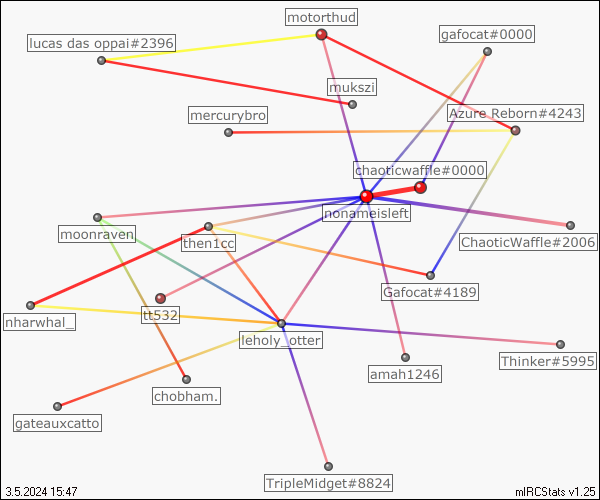 motorthud
gafocat#0000
lucas das oppai#2396
mukszi
mercurybro
Azure Reborn#4243
chaoticwaffle#0000
nonameisleft
moonraven
then1cc
ChaoticWaffle#2006
Gafocat#4189
tt532
nharwhal_
leholy_otter
Thinker#5995
amah1246
chobham.
gateauxcatto
TripleMidget#8824
3.5.2024 15:47
mIRCStats v1.25